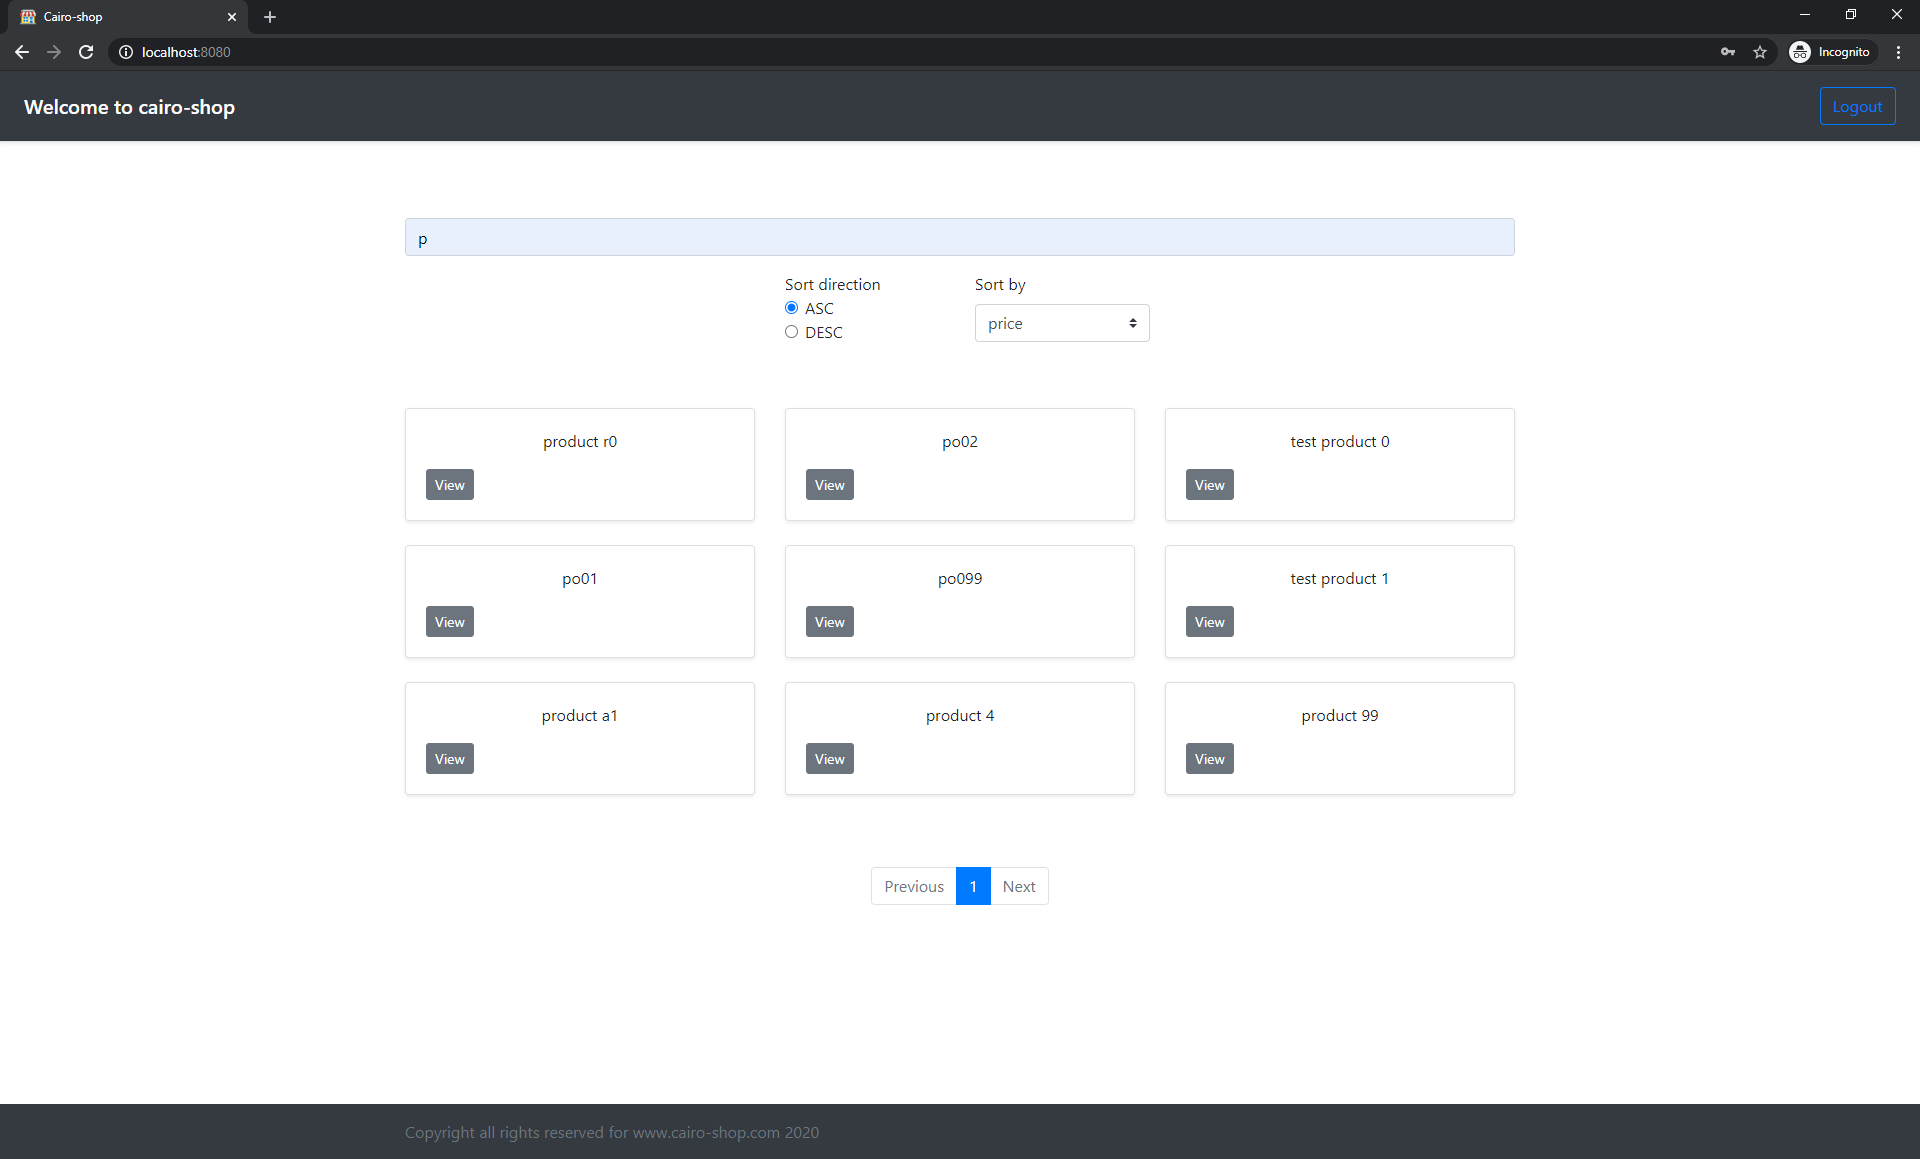 Cairo-shop
localhost:8080
Incognito
Welcome to cairo-shop
Logout
p
Sort direction
Sort by
ASC
price
DESC
product r0
po02
test product 0
View
View
View
po01
po099
test product 1
View
View
View
product a1
product 4
product 99
View
View
View
Previous
1
Next
Copyright all rights reserved for www.cairo-shop.com 2020